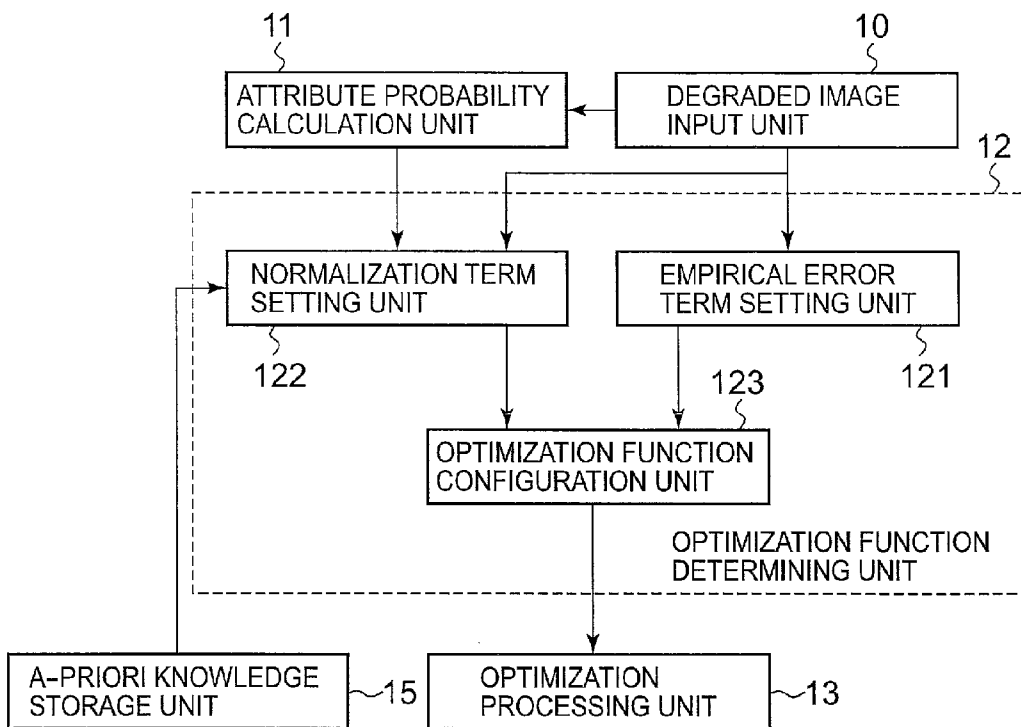 11
10
ATTRIBUTE PROBABILITY
CALCULATION UNIT
DEGRADED IMAGE
INPUT UNIT
12
NORMALIZATION TERM
SETTING UNIT
EMPIRICAL ERROR
TERM SETTING UNIT
122
121
123
OPTIMIZATION FUNCTION
CONFIGURATION UNIT
OPTIMIZATION FUNCTION
DETERMINING UNIT
A-PRIORI KNOWLEDGE
STORAGE UNIT
15
OPTIMIZATION
PROCESSING UNIT
13